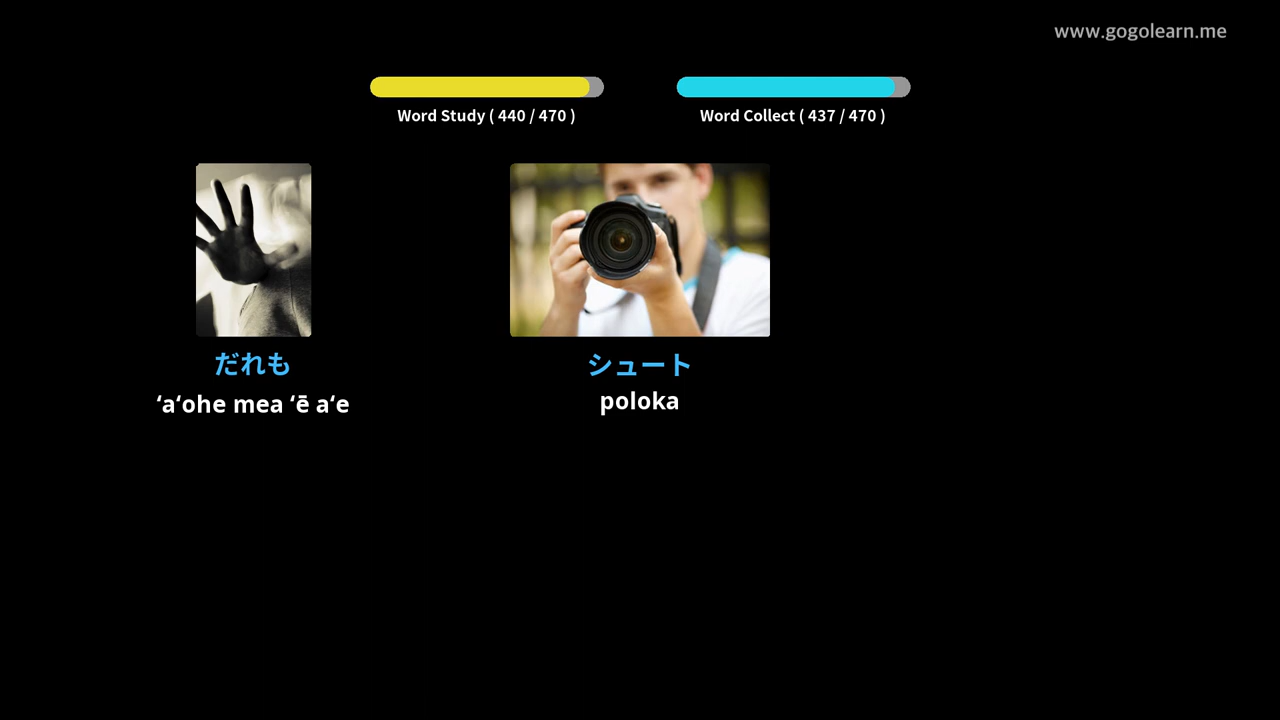 www.gogolearn.me
Word Study ( 440 / 470 )
Word Collect ( 437 / 470 )
だれも
シュート
ʻaʻohe mea ʻē aʻe
poloka